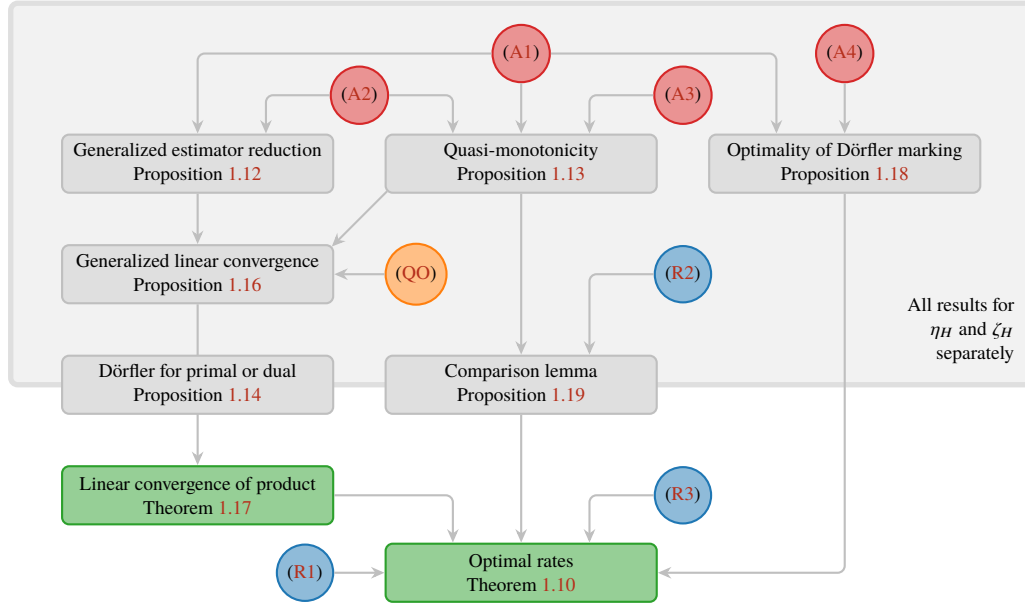 (A1)
(A4)
(A2)
(A3)
Generalized estimator reduction
Proposition 1.12
Quasi-monotonicity
Proposition 1.13
Optimality of Dörfler marking
Proposition 1.18
Generalized linear convergence
Proposition 1.16
(QO)
(R2)
All results for
η_H and ζ_H
separately
Dörfler for primal or dual
Proposition 1.14
Comparison lemma
Proposition 1.19
Linear convergence of product
Theorem 1.17
(R3)
(R1)
Optimal rates
Theorem 1.10